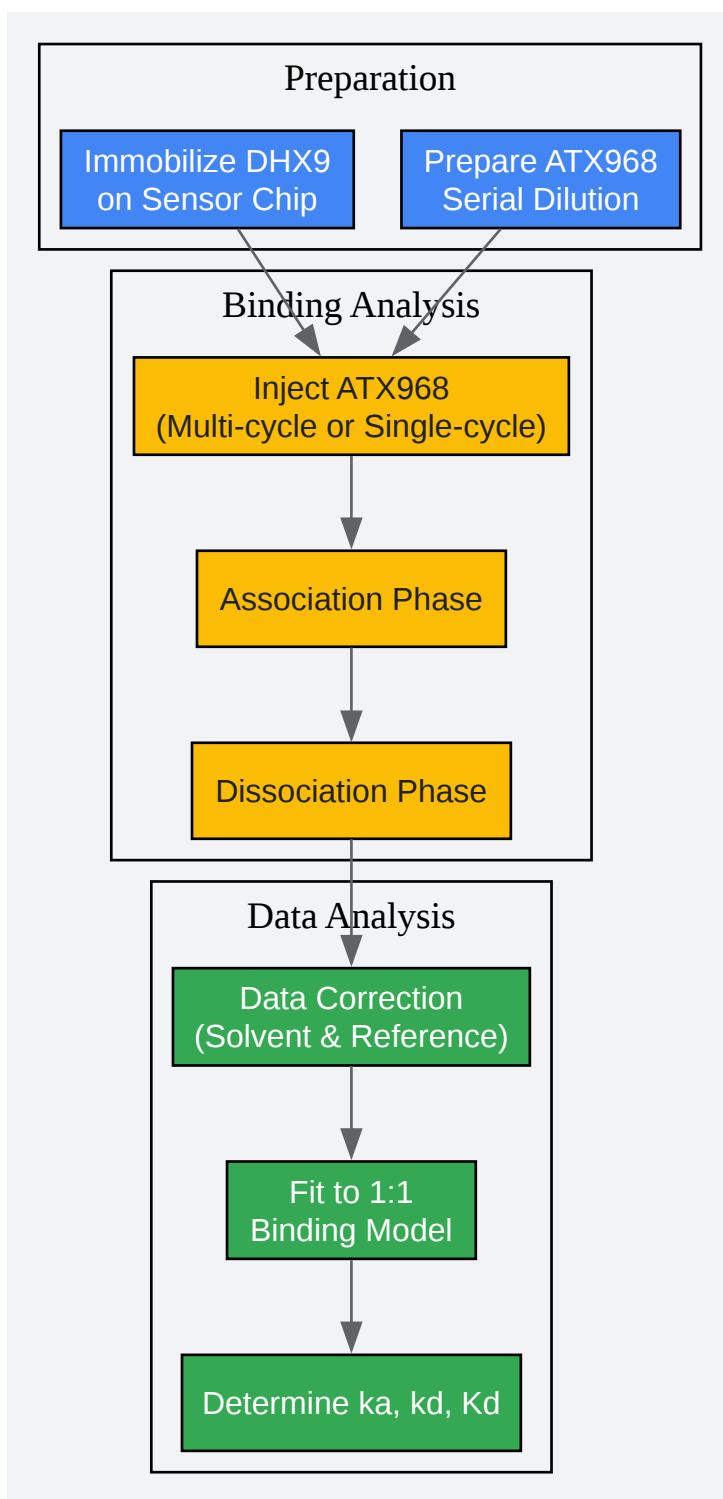 Preparation
Immobilize DHX9
on Sensor Chip
Prepare ATX968
Serial Dilution
Binding Analysis
Inject ATX968
(Multi-cycle or Single-cycle)
Association Phase
Dissociation Phase
Data Analysis
Data Correction
(Solvent & Reference)
Fit to 1:1
Binding Model
Determine ka, kd, Kd